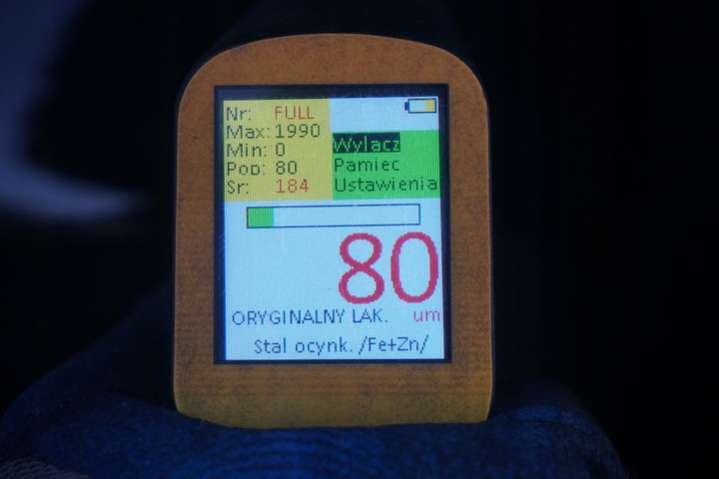 Nr: FULL
Max: 1990
Min: 0
Pop: 80
Sr: 184
Wylacz
Pamiec
Ustawienia
80
ORYGINALNY LAK. um
Stal ocynk. /Fe+Zn/